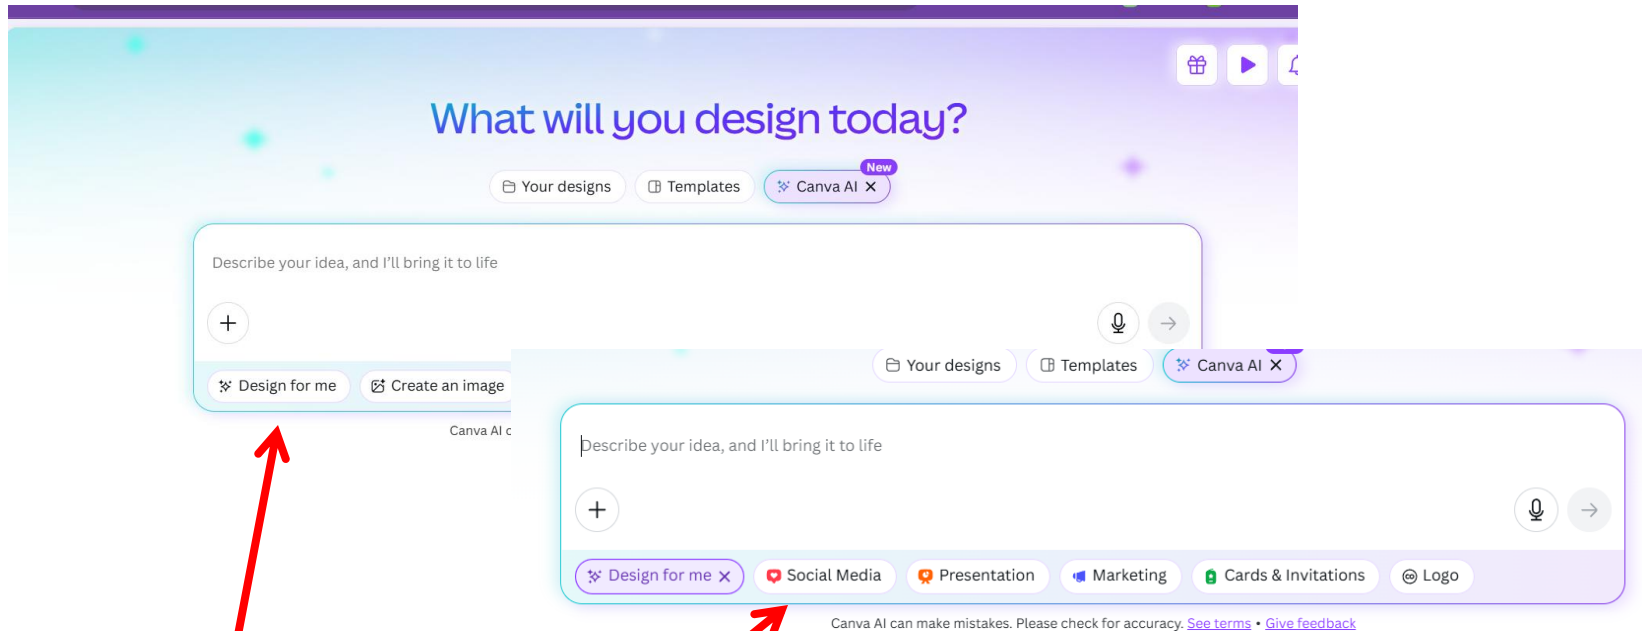 What will you design today?
New
Your designs
Templates
Canva AI
Describe your idea, and I'll bring it to life
Design for me
Create an image
Canva AI
Your designs
Templates
Canva AI
Describe your idea, and I'll bring it to life
Design for me
Social Media
Presentation
Marketing
Cards & Invitations
Logo
Canva AI can make mistakes. Please check for accuracy. See terms • Give feedback